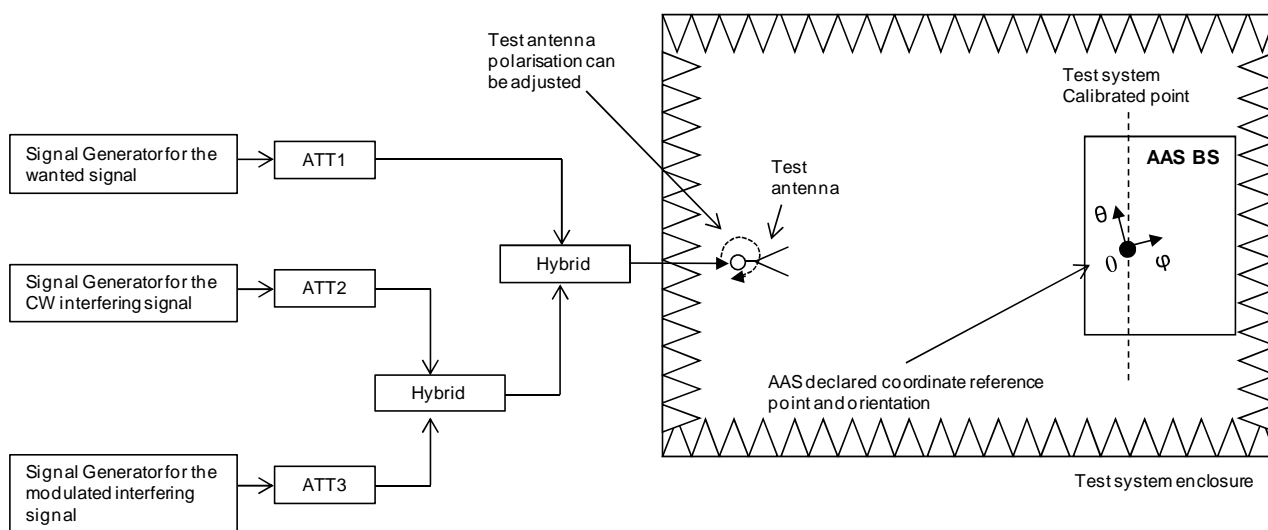 Test antenna
polarisation can
be adjusted
Test system
Calibrated point
Signal Generator for the
wanted signal
ATT1
AAS BS
Test
antenna
θ
0
φ
Hybrid
Signal Generator for the
CW interfering signal
ATT2
Hybrid
AAS declared coordinate reference
point and orientation
Signal Generator for the
modulated interfering
signal
ATT3
Test system enclosure